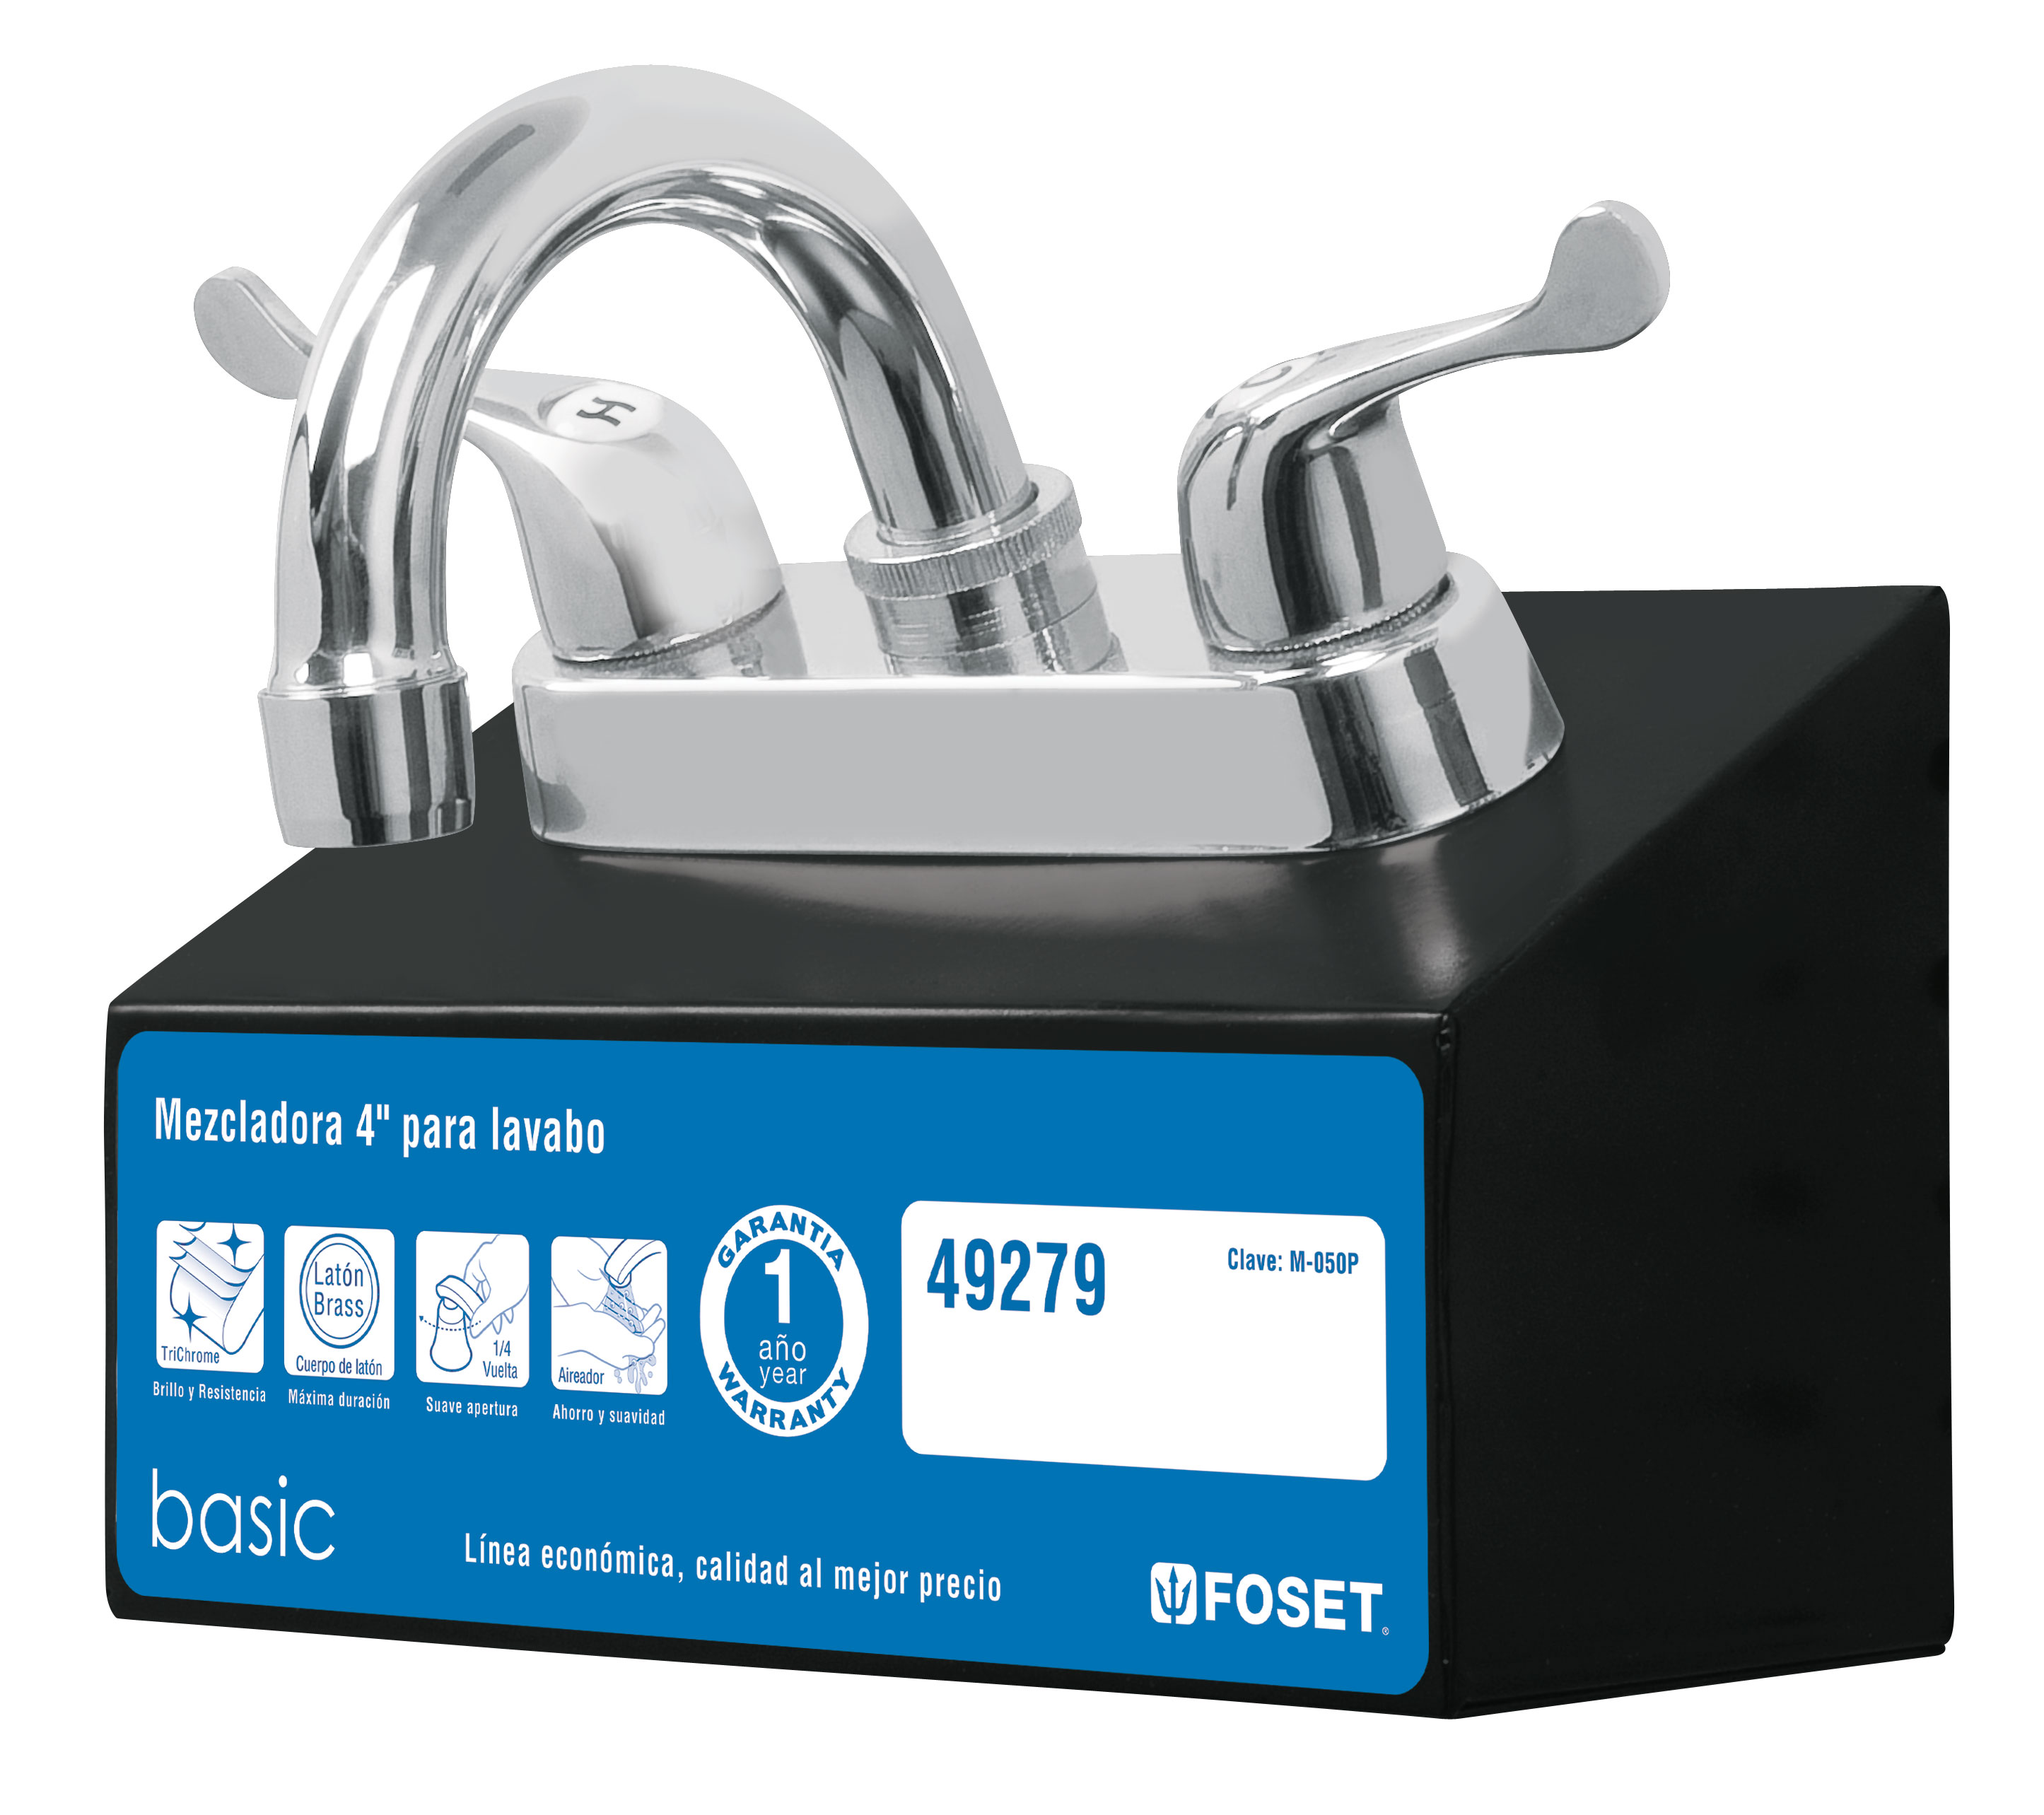 H
C
Mezcladora 4" para lavabo
TriChrome
Brillo y Resistencia
Latón
Brass
Cuerpo de latón
Máxima duración
1/4
Vuelta
Suave apertura
Aireador
Ahorro y suavidad
GARANTIA
1
año
year
WARRANTY
49279
Clave: M-050P
basic
Línea económica, calidad al mejor precio
FOSET®